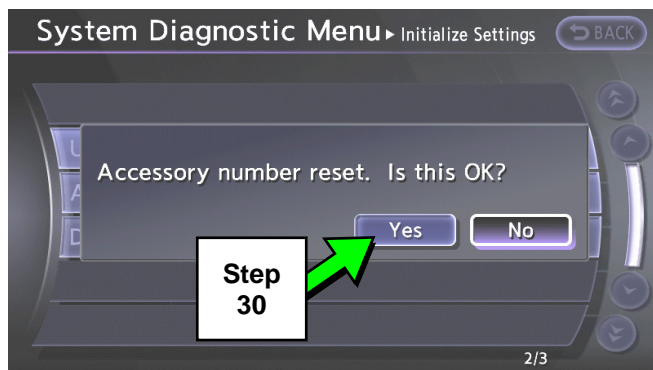 System Diagnostic Menu ▸ Initialize Settings BACK
U
A
D
Accessory number reset. Is this OK?
Yes No
Step
30
2/3